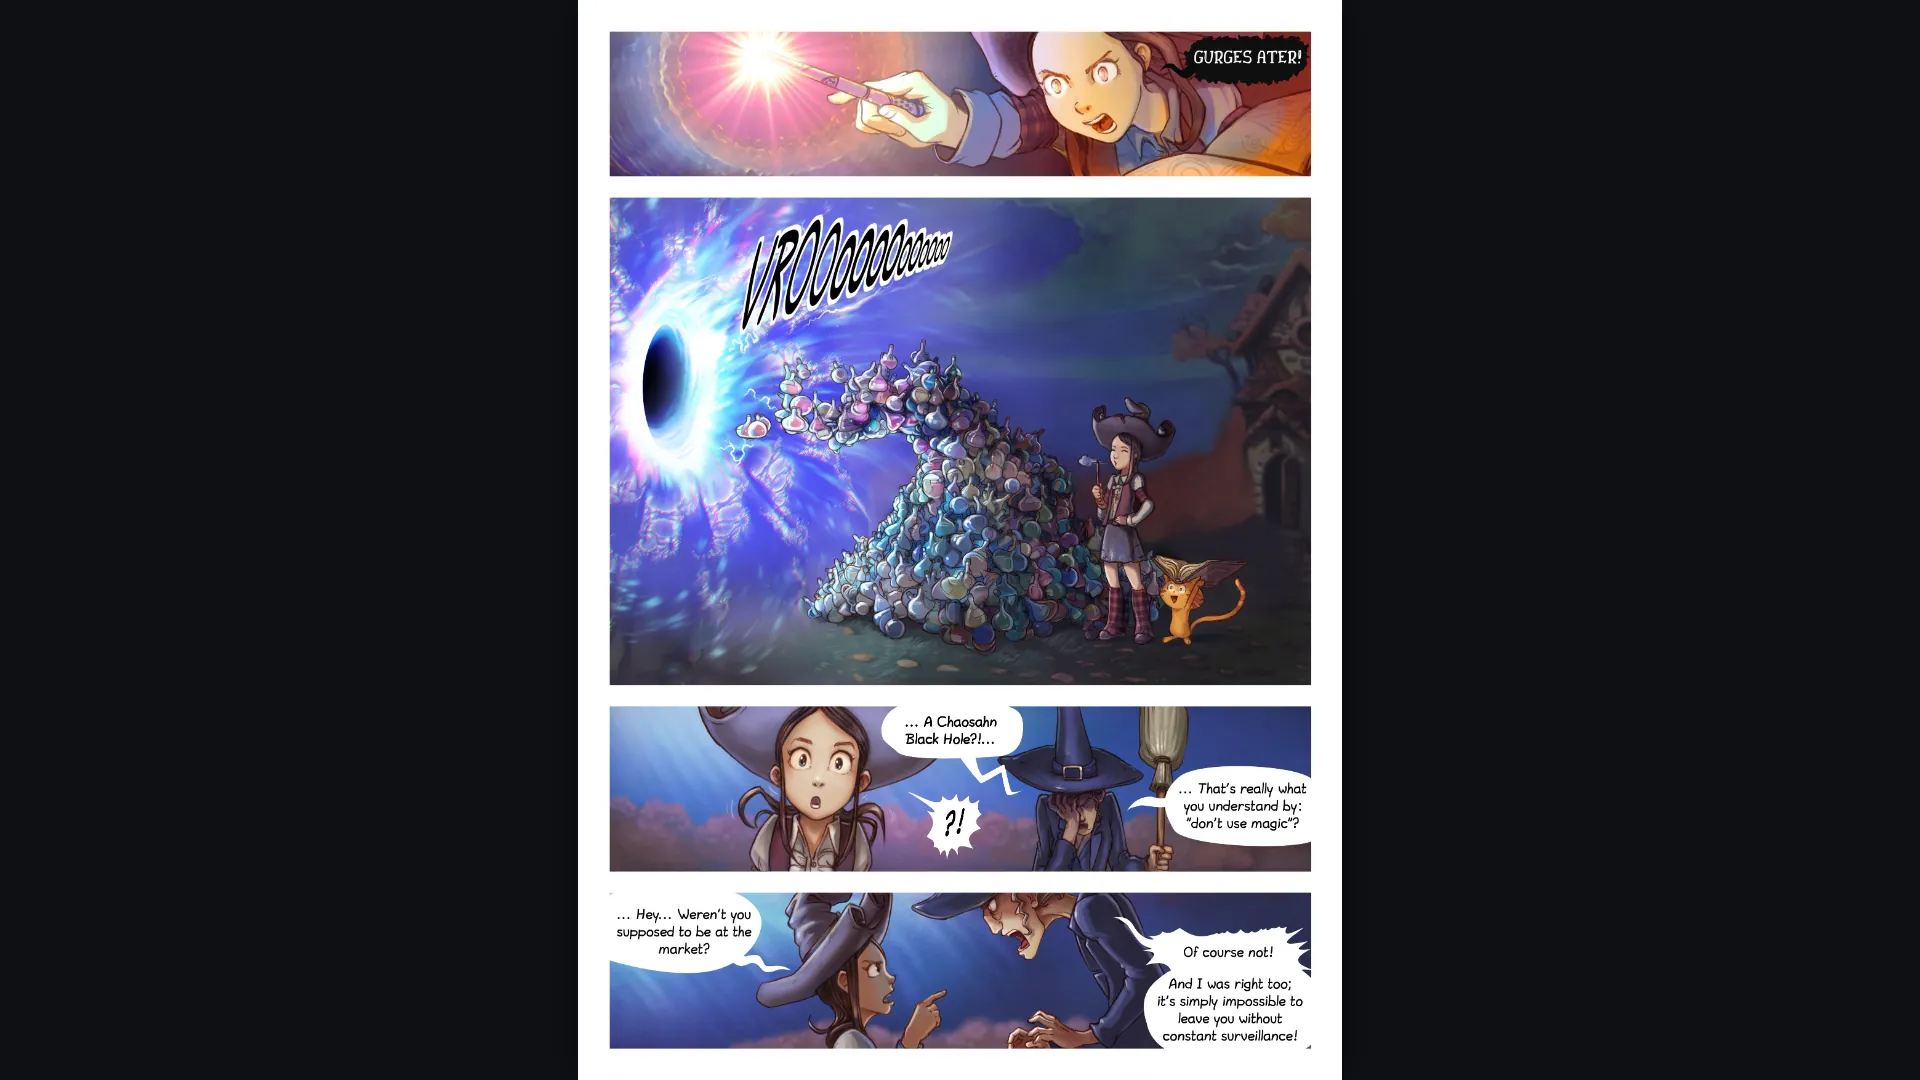 GURGES ATER!
VROOooooooooooo
... A Chaosahn
Black Hole?!...
?!
... That's really what
you understand by:
"don't use magic"?
... Hey... Weren't you
supposed to be at the
market?
Of course not!
And I was right too;
it's simply impossible to
leave you without
constant surveillance!